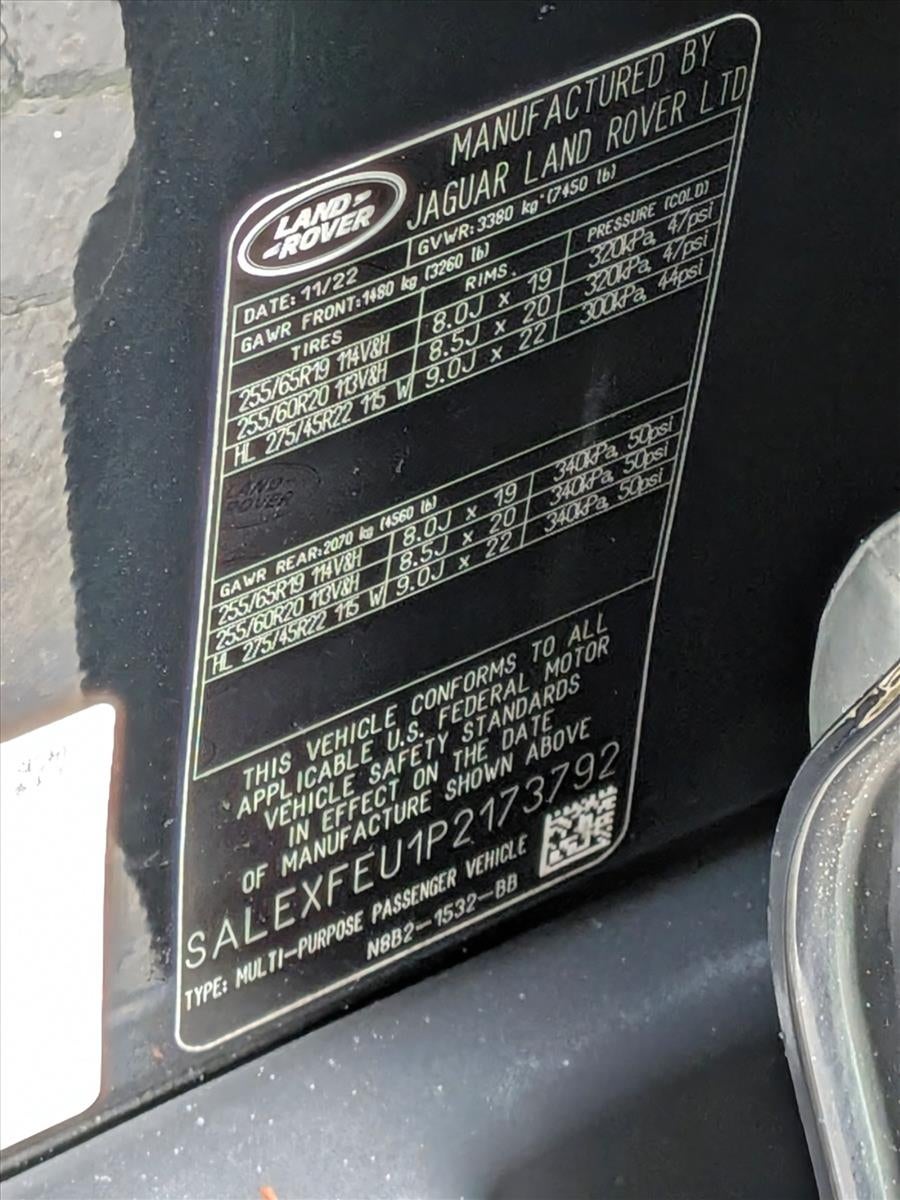 MANUFACTURED BY
JAGUAR LAND ROVER LTD
LAND-
-ROVER
DATE: 11/22 GVWR: 3380 kg (7450 lb)
GAWR FRONT: 1480 kg (3260 lb)
TIRES RIMS PRESSURE (COLD)
255/65R19 114V&H 8.0J x 19 320kPa, 47psi
255/60R20 113V&H 8.5J x 20 320kPa, 47psi
HL 275/45R22 115 W 9.0J x 22 300kPa, 44psi
LAND-
ROVER
GAWR REAR: 2070 kg (4560 lb)
255/65R19 114V&H 8.0J x 19 340kPa, 50psi
255/60R20 113V&H 8.5J x 20 340kPa, 50psi
HL 275/45R22 115 W 9.0J x 22 340kPa, 50psi
THIS VEHICLE CONFORMS TO ALL
APPLICABLE U.S. FEDERAL MOTOR
VEHICLE SAFETY STANDARDS
IN EFFECT ON THE DATE
OF MANUFACTURE SHOWN ABOVE
SALEXFEU1P2173792
TYPE: MULTI-PURPOSE PASSENGER VEHICLE
N8B2-1532-BB